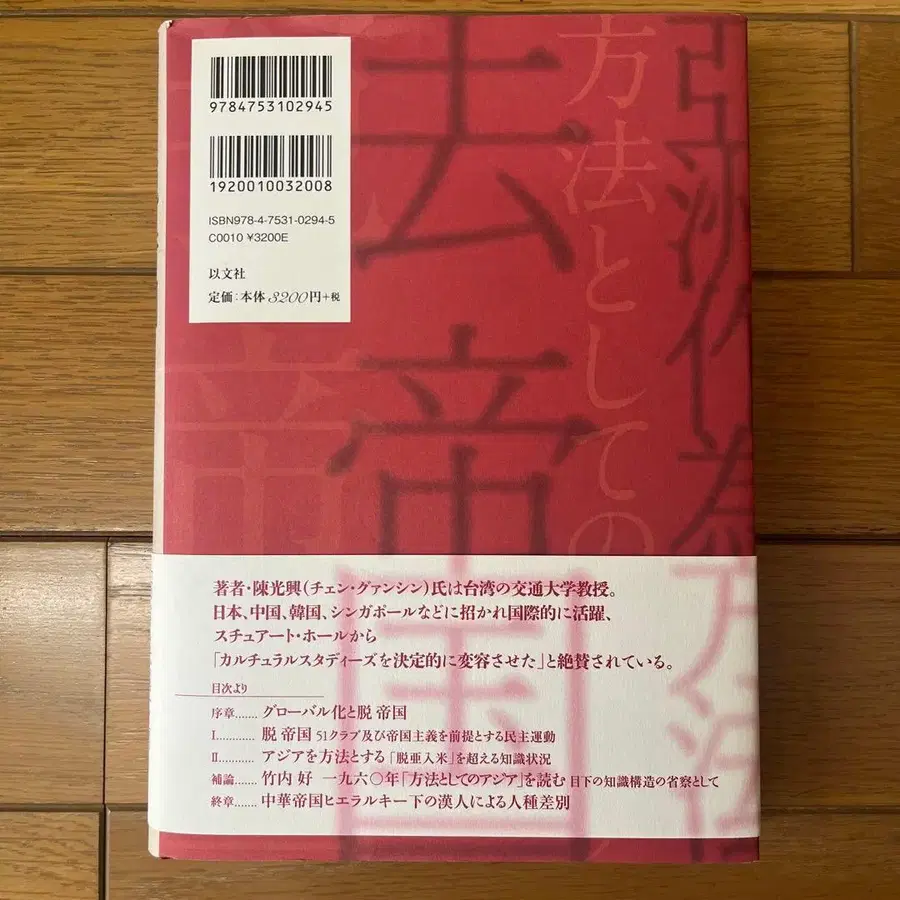 9784753102945
1920010032008
ISBN978-4-7531-0294-5
C0010 ¥3200E
以文社
定価:本体3200円+税
方法としての
去帝国
亞洲作為方法
帝
著者・陳光興(チェン・グァンシン)氏は台湾の交通大学教授。
日本、中国、韓国、シンガポールなどに招かれ国際的に活躍、
スチュアート・ホールから
「カルチュラルスタディーズを決定的に変容させた」と絶賛されている。
目次より
序章.......グローバル化と脱 帝国
I............脱 帝国 51クラブ及び帝国主義を前提とする民主運動
II...........アジアを方法とする「脱亜入米」を超える知識状況
補論.......竹内 好 一九六〇年「方法としてのアジア」を読む 目下の知識構造の省察として
終章.......中華帝国ヒエラルキー下の漢人による人種差別